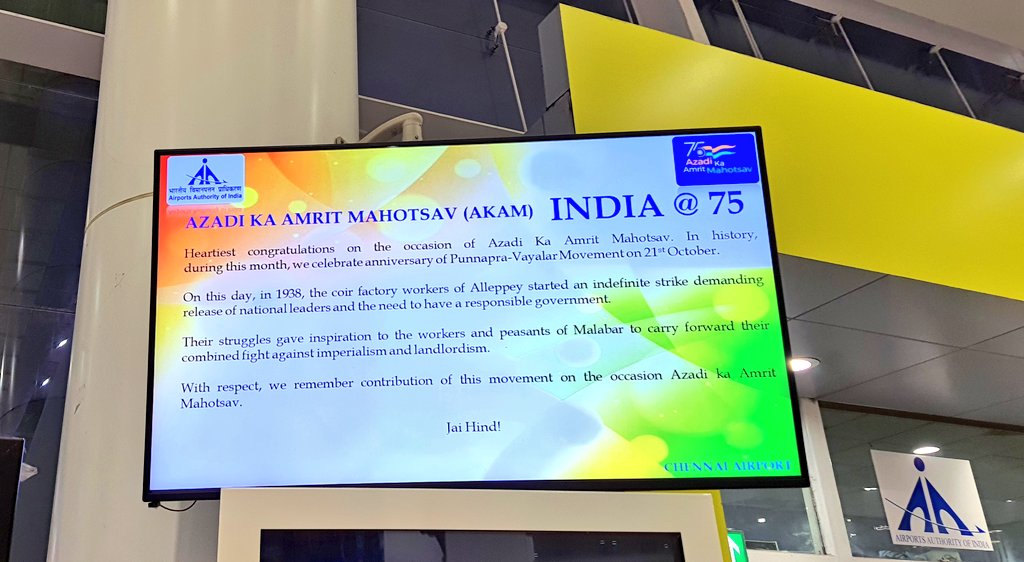 भारतीय विमानपत्तन प्राधिकरण
Airports Authority of India
75
Azadi Ka
Amrit Mahotsav
AZADI KA AMRIT MAHOTSAV (AKAM) INDIA @ 75
Heartiest congratulations on the occasion of Azadi Ka Amrit Mahotsav. In history,
during this month, we celebrate anniversary of Punnapra-Vayalar Movement on 21st October.
On this day, in 1938, the coir factory workers of Alleppey started an indefinite strike demanding
release of national leaders and the need to have a responsible government.
Their struggles gave inspiration to the workers and peasants of Malabar to carry forward their
combined fight against imperialism and landlordism.
With respect, we remember contribution of this movement on the occasion Azadi ka Amrit
Mahotsav.
Jai Hind!
CHENNAI AIRPORT
AIRPORTS AUTHORITY OF INDIA